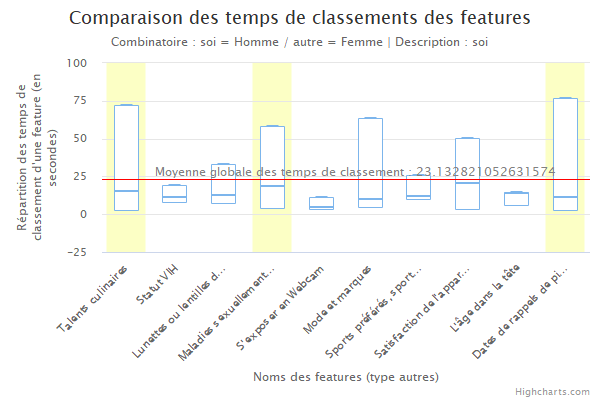 Comparaison des temps de classements des features
Combinatoire : soi = Homme / autre = Femme | Description : soi
Répartition des temps de
classement d'une feature (en
secondes)
100
75
50
25
0
-25
Moyenne globale des temps de classement : 23.132821052631574
Talents culinaires
Statut VIH
Lunettes ou lentilles d...
Maladies sexuellement...
S'exposer en Webcam
Mode et marques
Sports préférés, sport...
Satisfaction de l'appar...
L'Âge dans la tête
Dates de rappels de pi...
Noms des features (type autres)
Highcharts.com